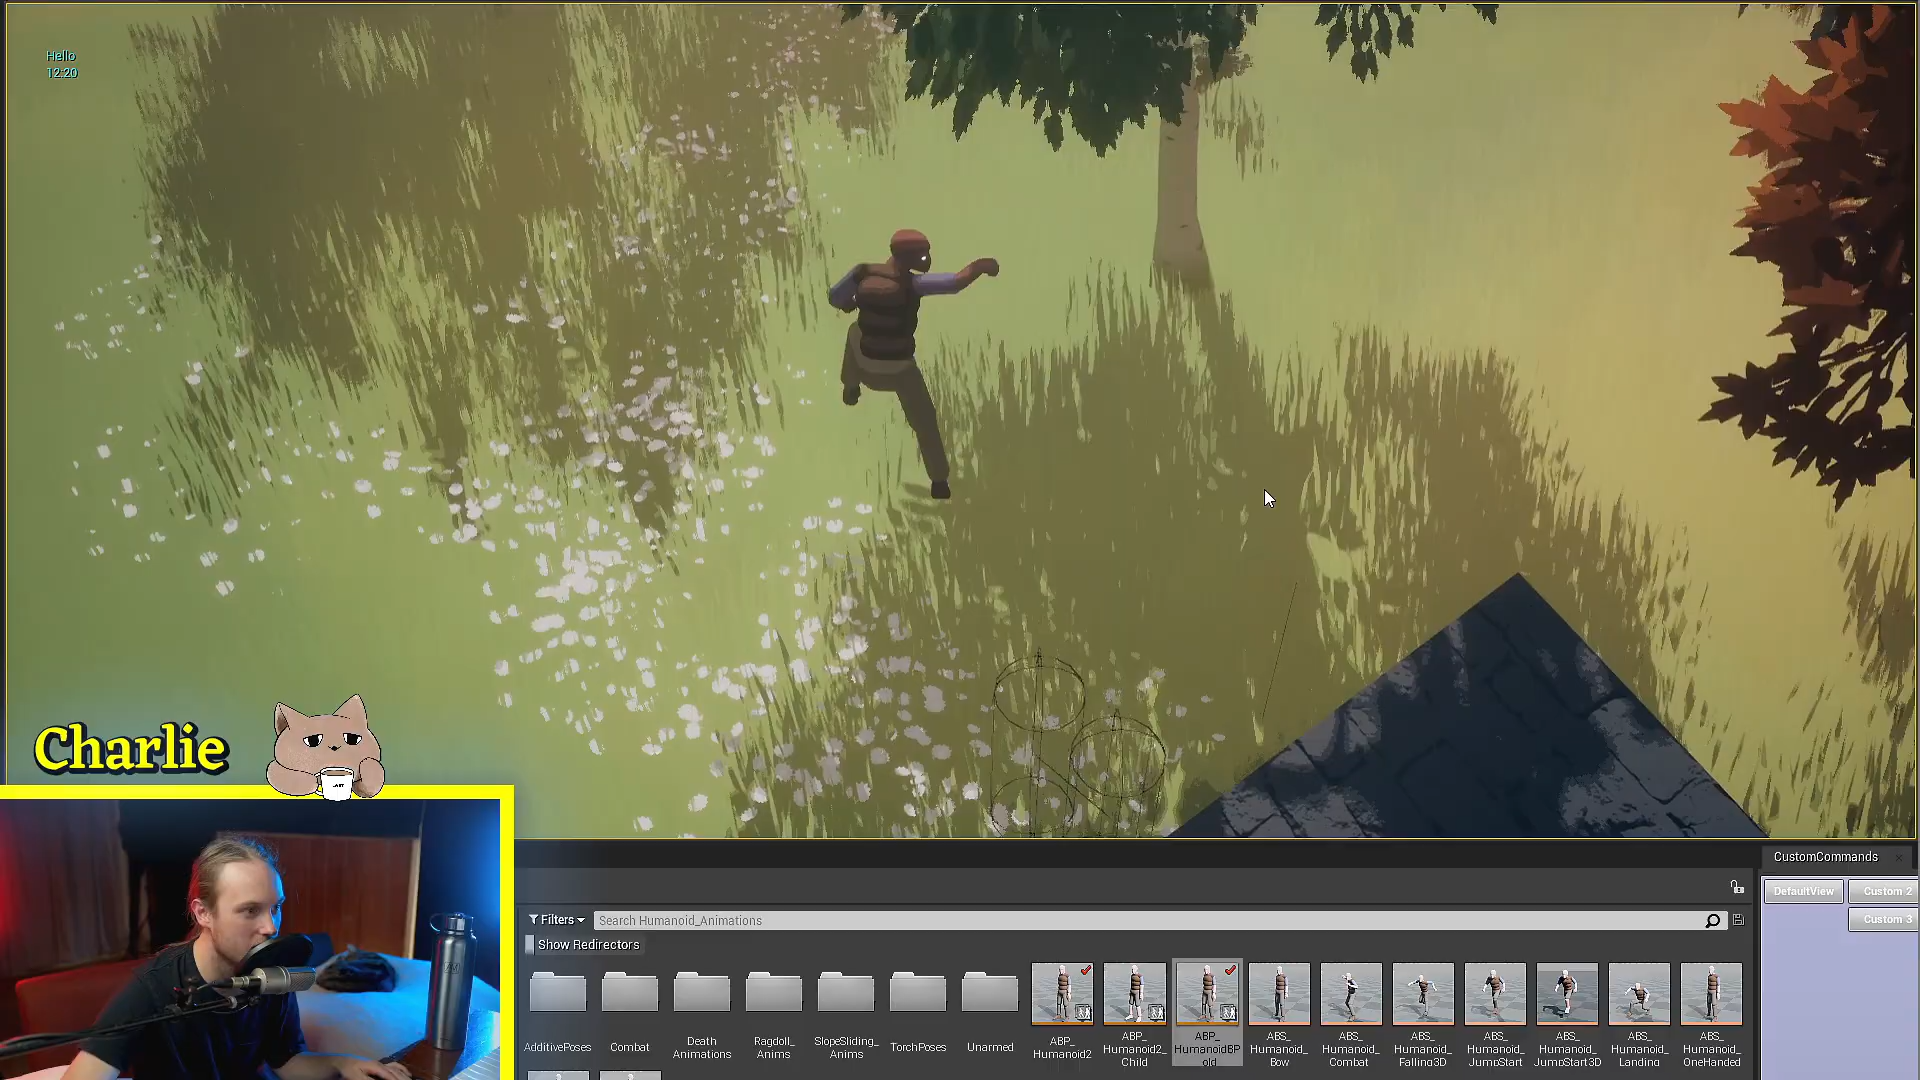 Hello
12:20
Charlie
CustomCommands
DefaultView
Custom 2
Custom 3
Filters
Search Humanoid_Animations
Show Redirectors
AdditivePoses
Combat
Death
Animations
Ragdoll_
Anims
SlopeSliding_
Anims
TorchPoses
Unarmed
ABP_
Humanoid2
ABP_
Humanoid2_
Child
ABP_
HumanoidBP
old
ABS_
Humanoid_
Bow
ABS_
Humanoid_
Combat
ABS_
Humanoid_
Falling3D
ABS_
Humanoid_
JumpStart
ABS_
Humanoid_
JumpStart3D
ABS_
Humanoid_
Landing
ABS_
Humanoid_
OneHanded